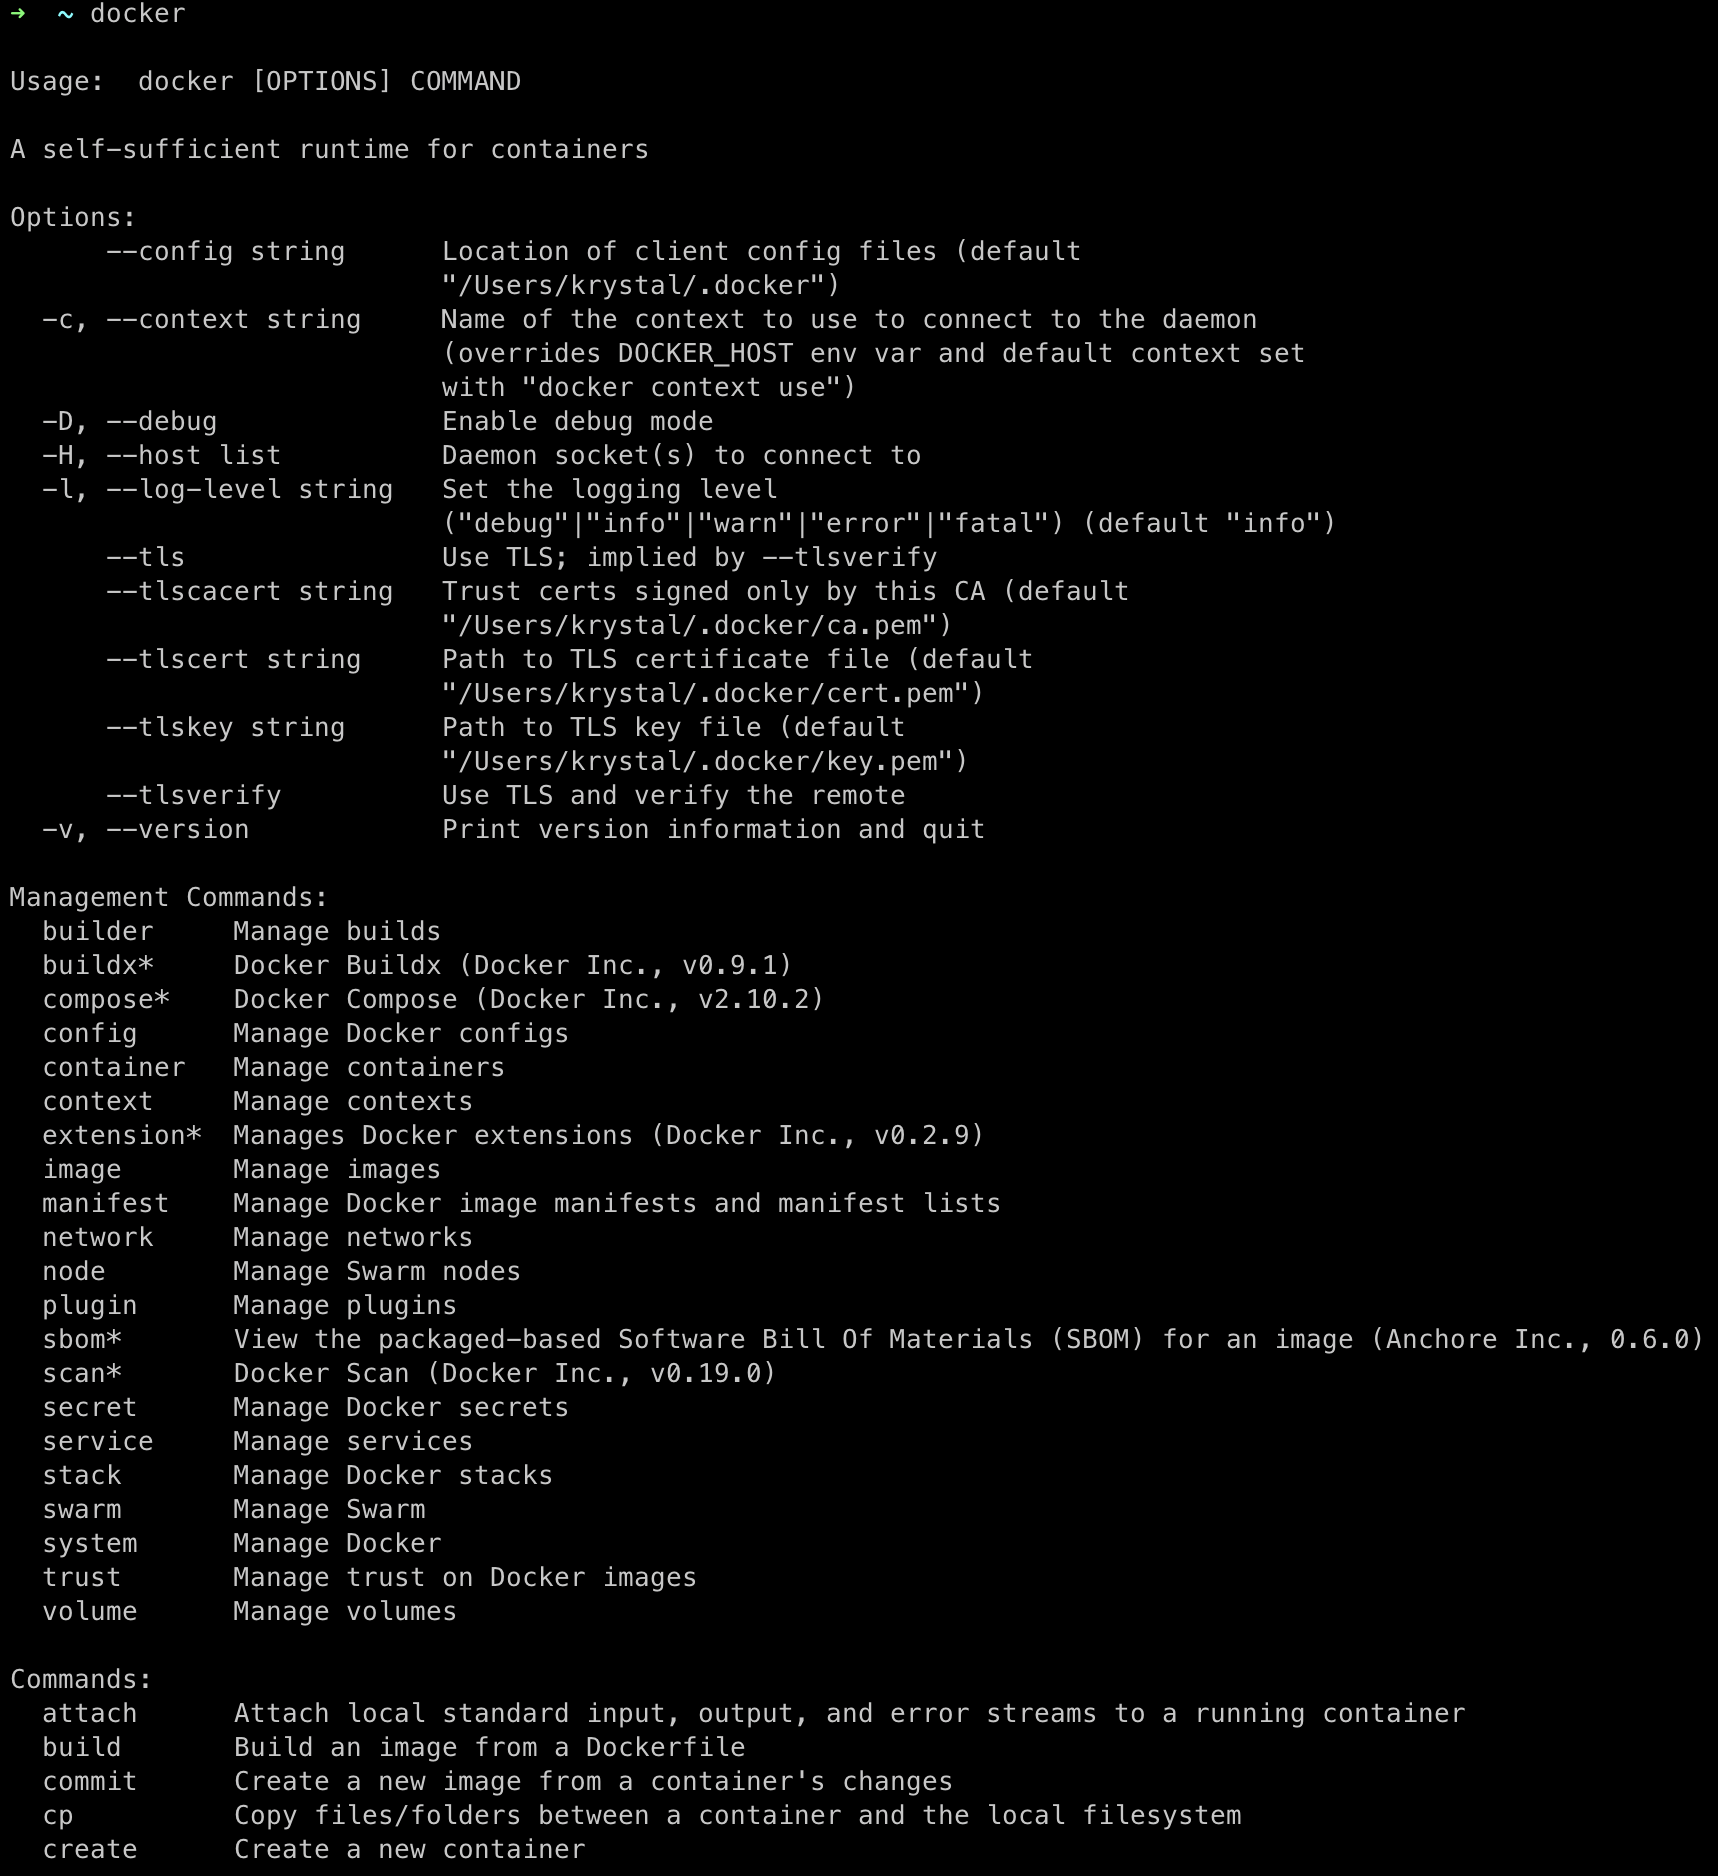 ➜  ~ docker

Usage:  docker [OPTIONS] COMMAND

A self-sufficient runtime for containers

Options:
      --config string      Location of client config files (default
                           "/Users/krystal/.docker")
  -c, --context string     Name of the context to use to connect to the daemon
                           (overrides DOCKER_HOST env var and default context set
                           with "docker context use")
  -D, --debug              Enable debug mode
  -H, --host list          Daemon socket(s) to connect to
  -l, --log-level string   Set the logging level
                           ("debug"|"info"|"warn"|"error"|"fatal") (default "info")
      --tls                Use TLS; implied by --tlsverify
      --tlscacert string   Trust certs signed only by this CA (default
                           "/Users/krystal/.docker/ca.pem")
      --tlscert string     Path to TLS certificate file (default
                           "/Users/krystal/.docker/cert.pem")
      --tlskey string      Path to TLS key file (default
                           "/Users/krystal/.docker/key.pem")
      --tlsverify          Use TLS and verify the remote
  -v, --version            Print version information and quit

Management Commands:
  builder     Manage builds
  buildx*     Docker Buildx (Docker Inc., v0.9.1)
  compose*    Docker Compose (Docker Inc., v2.10.2)
  config      Manage Docker configs
  container   Manage containers
  context     Manage contexts
  extension*  Manages Docker extensions (Docker Inc., v0.2.9)
  image       Manage images
  manifest    Manage Docker image manifests and manifest lists
  network     Manage networks
  node        Manage Swarm nodes
  plugin      Manage plugins
  sbom*       View the packaged-based Software Bill Of Materials (SBOM) for an image (Anchore Inc., 0.6.0)
  scan*       Docker Scan (Docker Inc., v0.19.0)
  secret      Manage Docker secrets
  service     Manage services
  stack       Manage Docker stacks
  swarm       Manage Swarm
  system      Manage Docker
  trust       Manage trust on Docker images
  volume      Manage volumes

Commands:
  attach      Attach local standard input, output, and error streams to a running container
  build       Build an image from a Dockerfile
  commit      Create a new image from a container's changes
  cp          Copy files/folders between a container and the local filesystem
  create      Create a new container